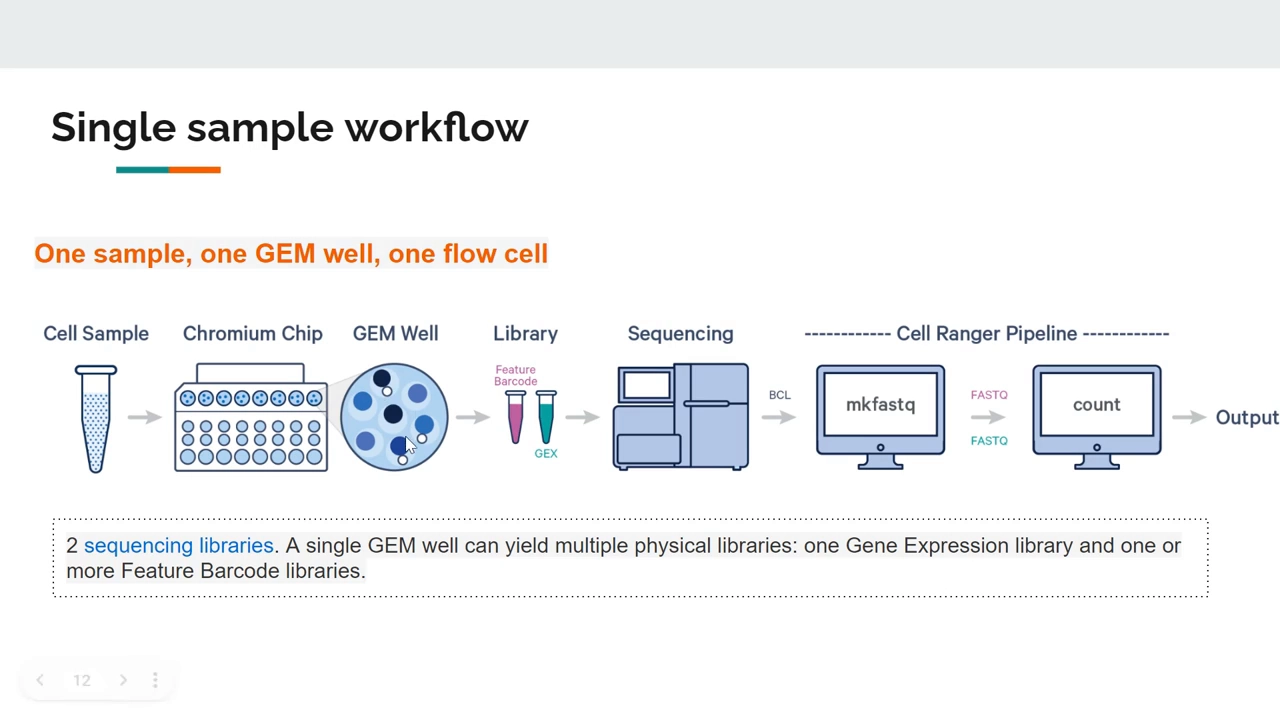 Single sample workflow
One sample, one GEM well, one flow cell
Cell Sample
Chromium Chip
GEM Well
Library
Sequencing
------------ Cell Ranger Pipeline ------------
Feature
Barcode
GEX
BCL
mkfastq
FASTQ
FASTQ
count
Output
2 sequencing libraries. A single GEM well can yield multiple physical libraries: one Gene Expression library and one or
more Feature Barcode libraries.
12